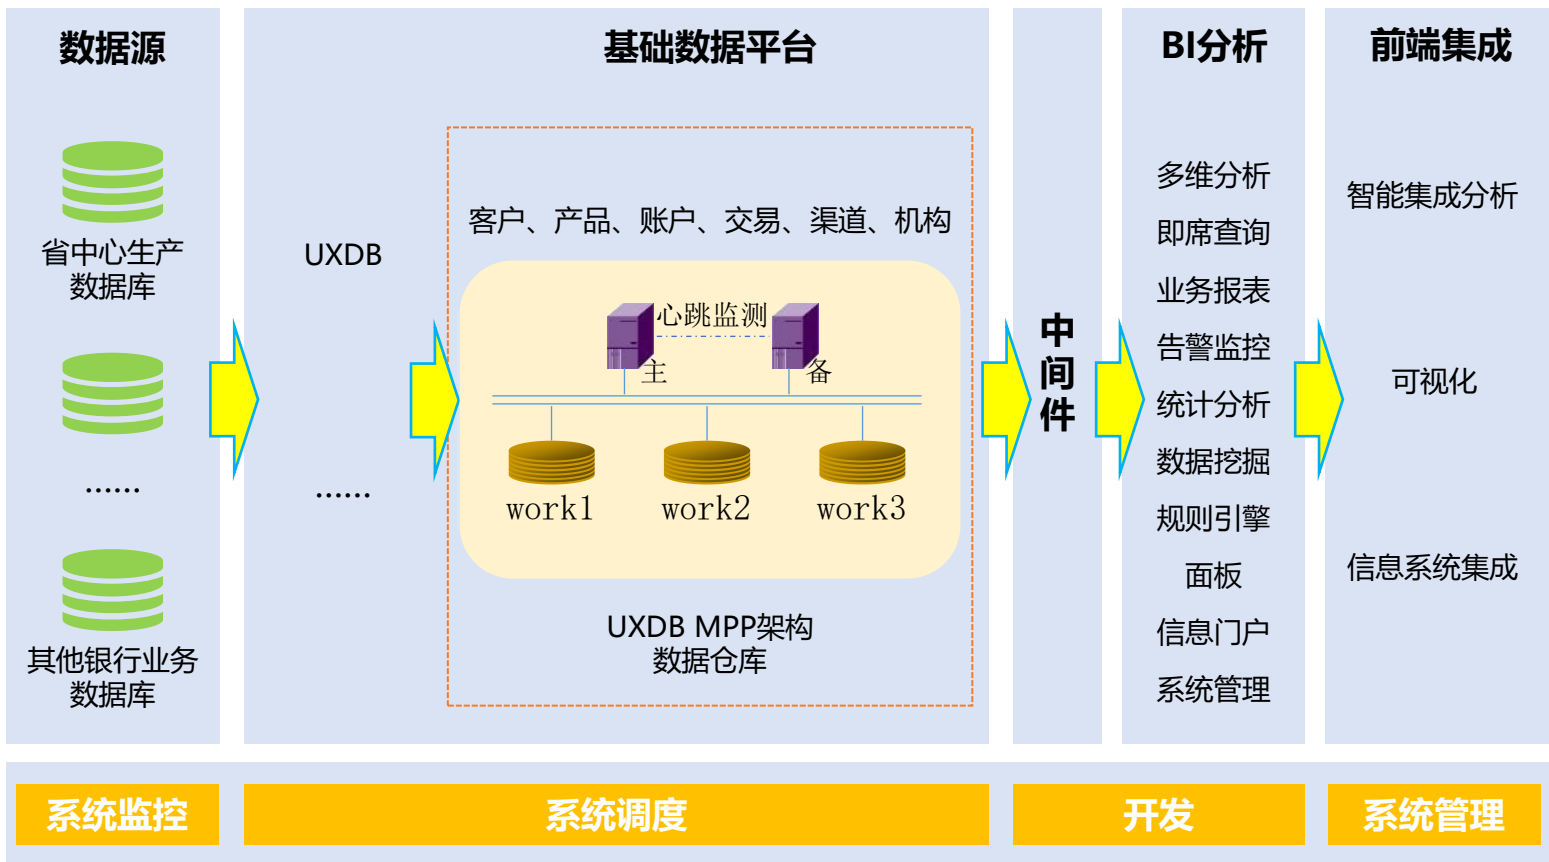 数据源
省中心生产
数据库
……
其他银行业务
数据库
基础数据平台
UXDB
……
客户、产品、账户、交易、渠道、机构
心跳监测
主
备
work1
work2
work3
UXDB MPP架构
数据仓库
中
间
件
BI分析
多维分析
即席查询
业务报表
告警监控
统计分析
数据挖掘
规则引擎
面板
信息门户
系统管理
前端集成
智能集成分析
可视化
信息系统集成
系统监控
系统调度
开发
系统管理